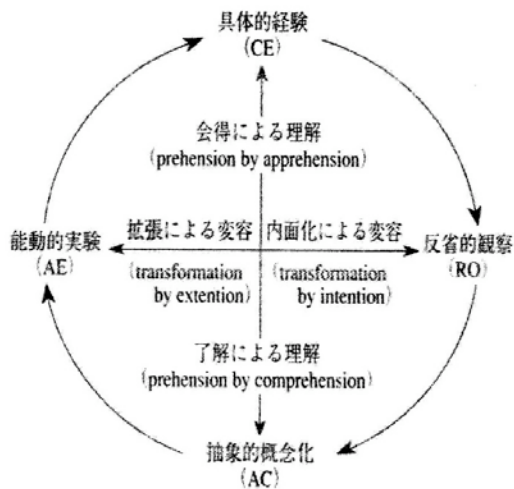 具体的経験
(CE)
会得による理解
(prehension by apprehension)
能動的実験
(AE)
拡張による変容
(transformation
by extention)
内面化による変容
(transformation
by intention)
反省的観察
(RO)
了解による理解
(prehension by comprehension)
抽象的概念化
(AC)